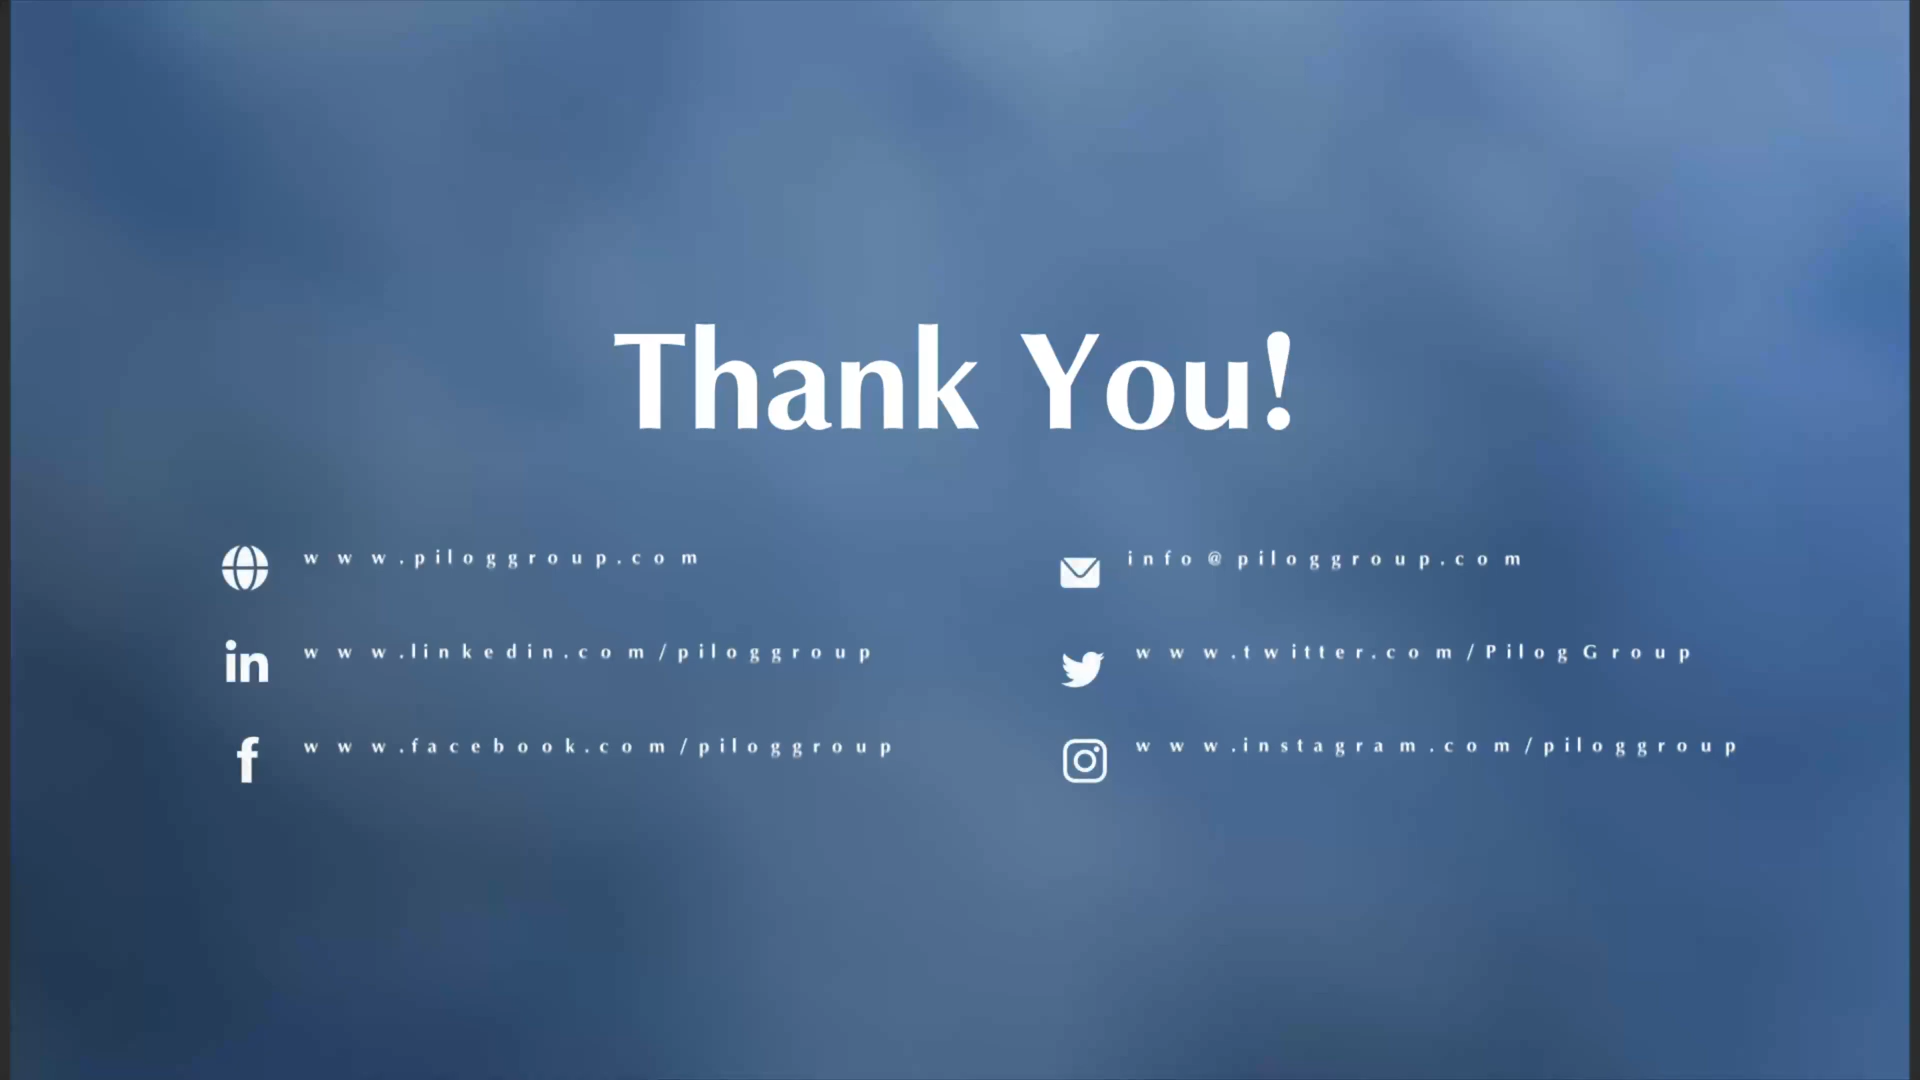 Thank You!
www.piloggroup.com
info@piloggroup.com
www.linkedin.com/piloggroup
www.twitter.com/PilogGroup
www.facebook.com/piloggroup
www.instagram.com/piloggroup